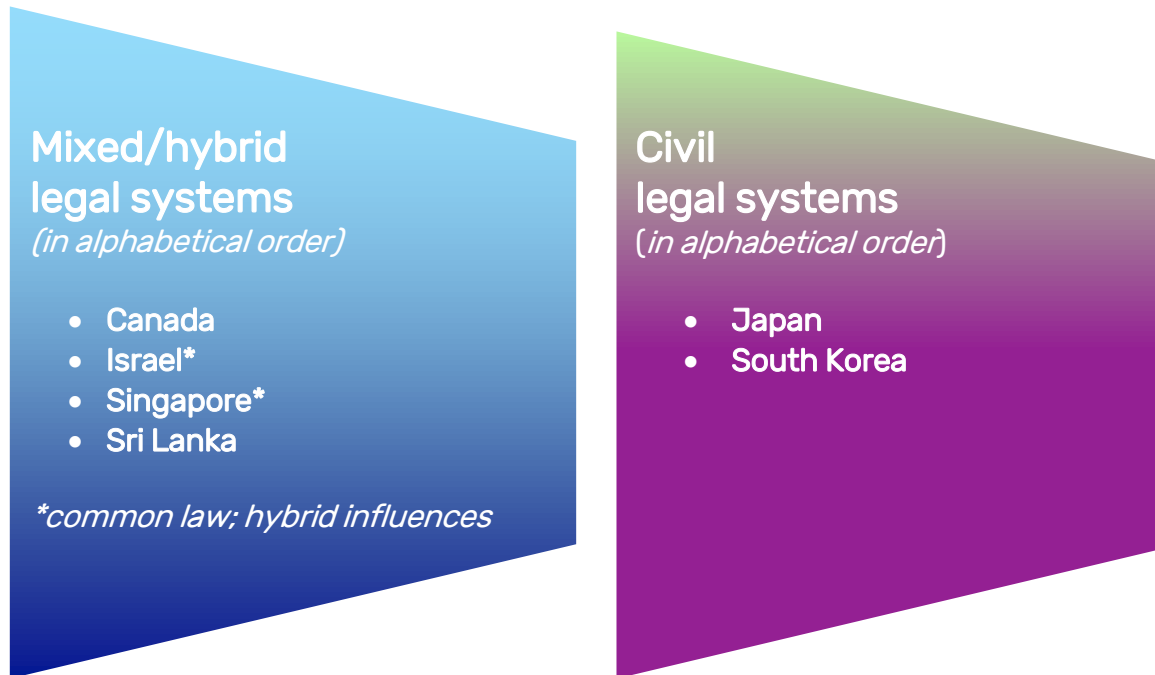 Mixed/hybrid
legal systems
(in alphabetical order)
• Canada
• Israel*
• Singapore*
• Sri Lanka
*common law; hybrid influences
Civil
legal systems
(in alphabetical order)
• Japan
• South Korea